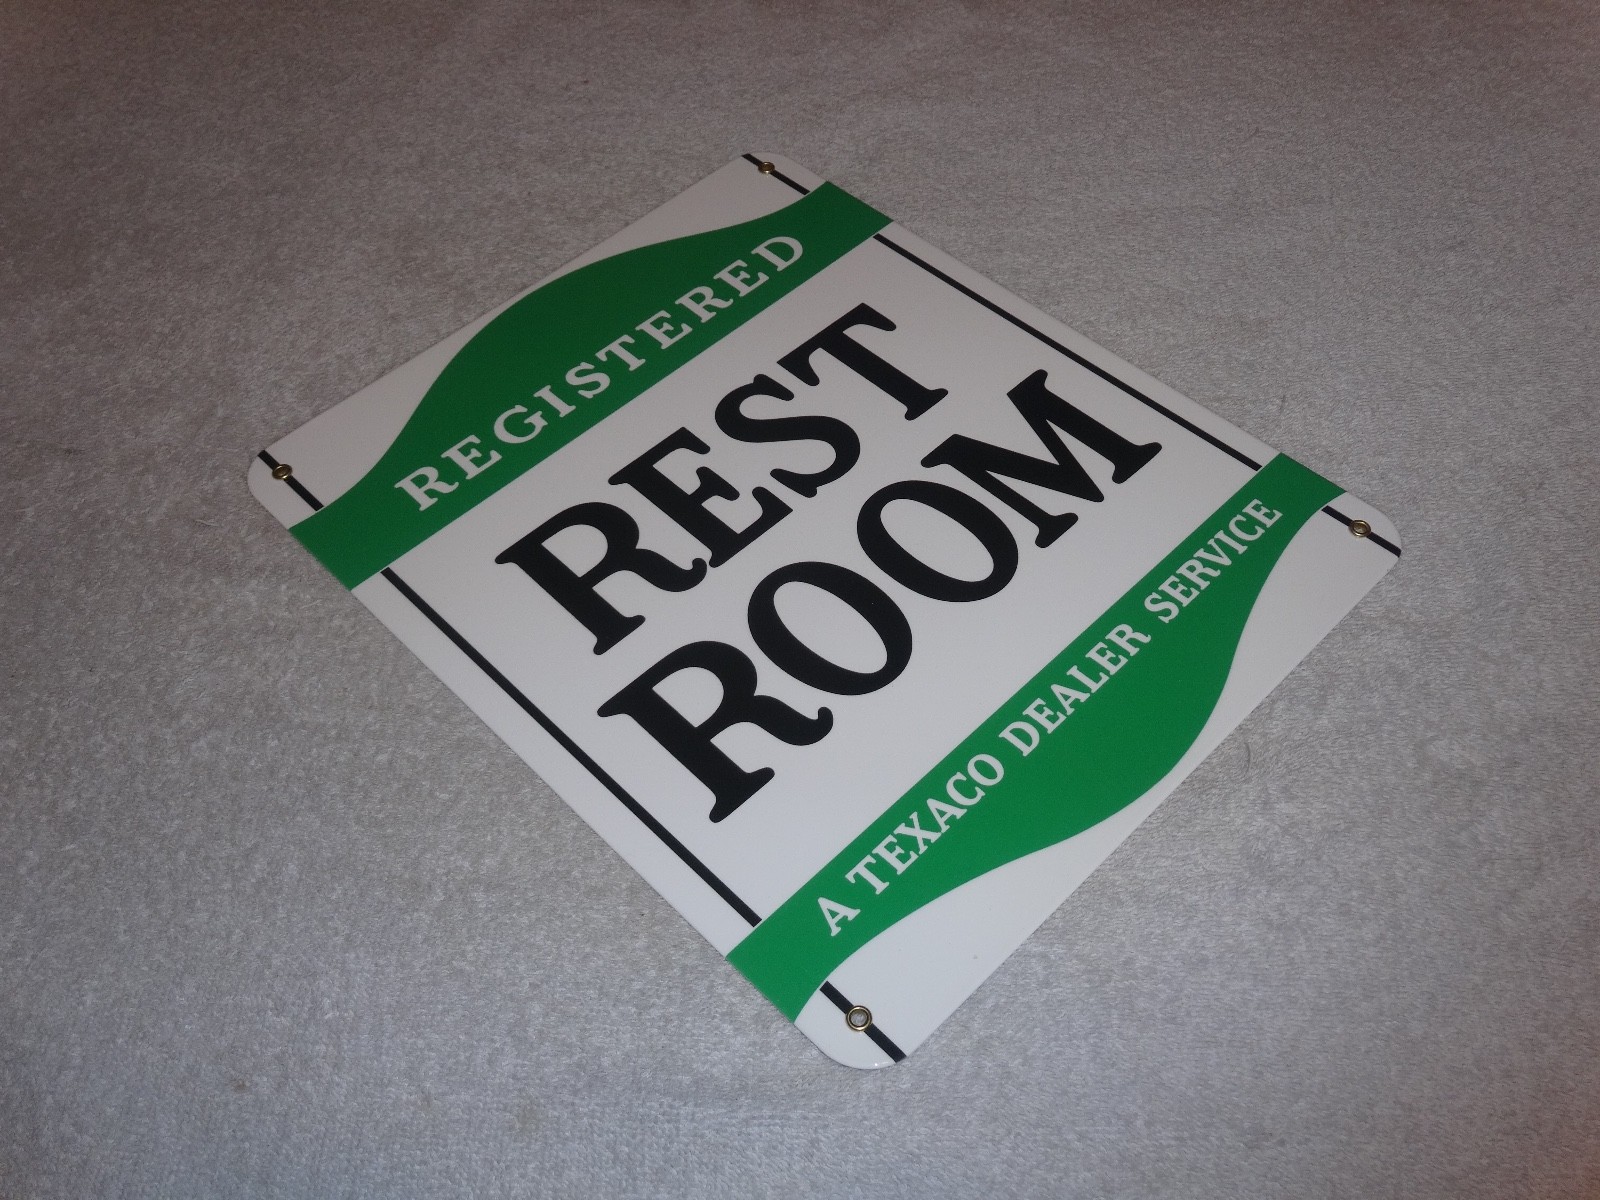 REGISTERED
REST
ROOM
A TEXACO DEALER SERVICE